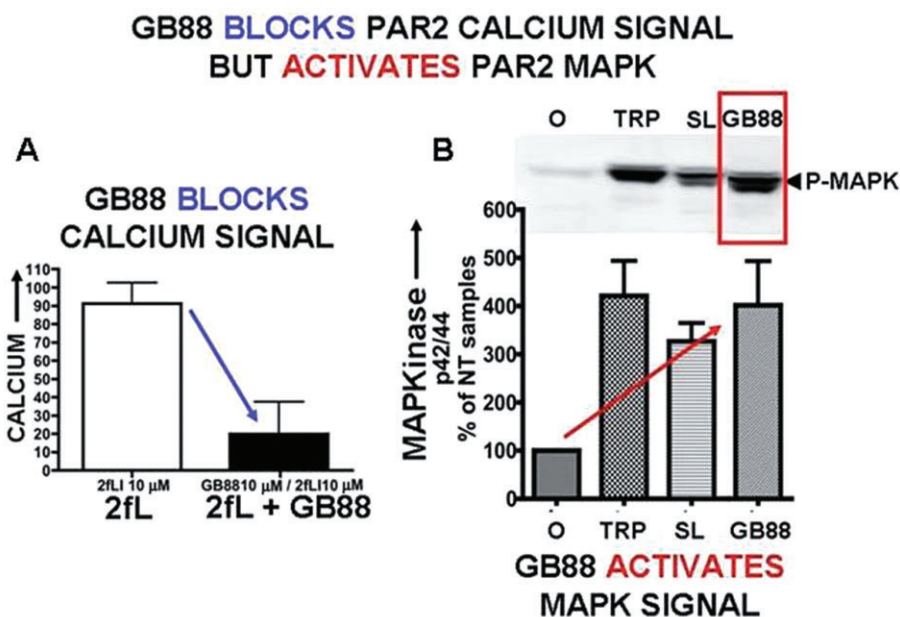 GB88 BLOCKS PAR2 CALCIUM SIGNAL
BUT ACTIVATES PAR2 MAPK
A
GB88 BLOCKS
CALCIUM SIGNAL
CALCIUM
110
100
90
80
70
60
50
40
30
20
10
0
2fLI 10 µM
GB8810 µM / 2fLI10 µM
2fL
2fL + GB88
B
O
TRP
SL
GB88
P-MAPK
MAPKinase
p42/44
% of NT samples
600
500
400
300
200
100
0
O
TRP
SL
GB88
GB88 ACTIVATES
MAPK SIGNAL